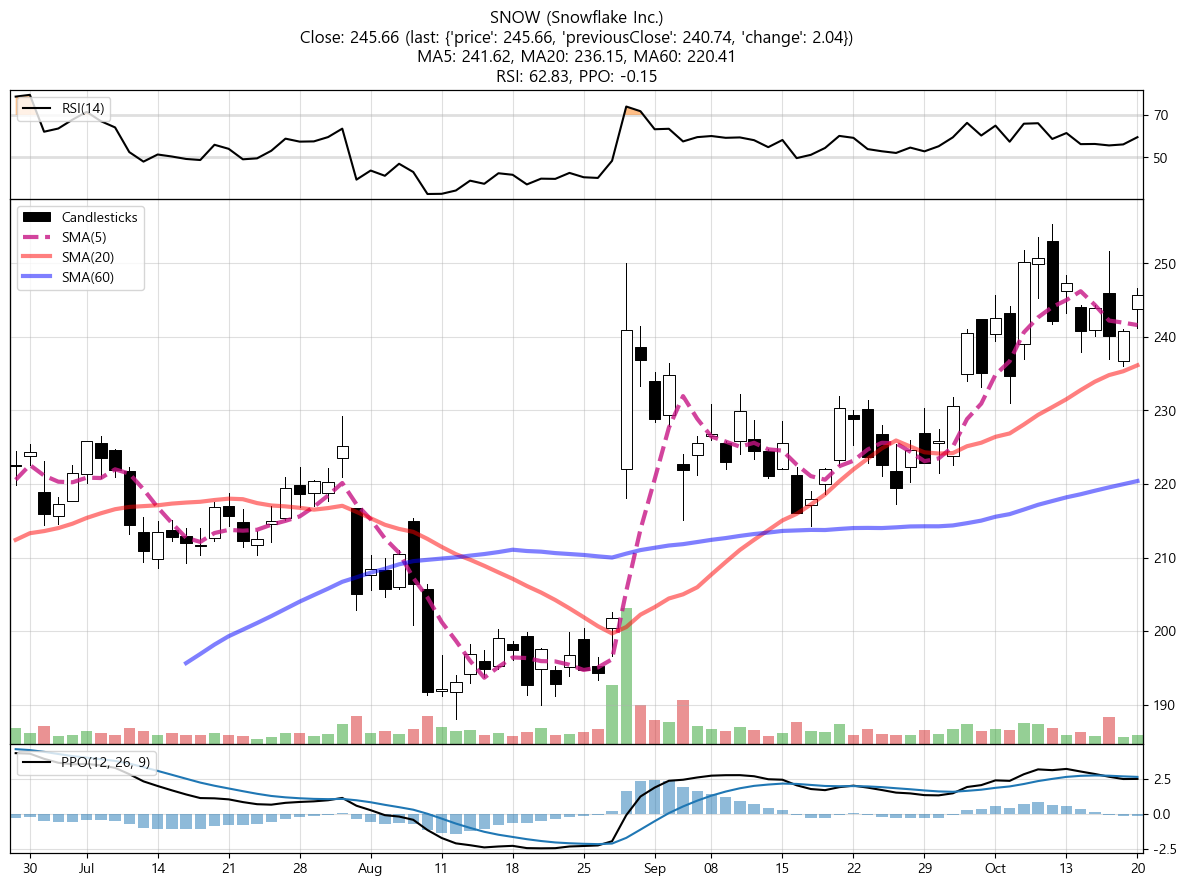 SNOW (Snowflake Inc.)
Close: 245.66 (last: {'price': 245.66, 'previousClose': 240.74, 'change': 2.04})
MA5: 241.62, MA20: 236.15, MA60: 220.41
RSI: 62.83, PPO: -0.15
RSI(14)
70
50
Candlesticks
SMA(5)
SMA(20)
SMA(60)
250
240
230
220
210
200
190
PPO(12, 26, 9)
2.5
0.0
-2.5
30 Jul 14 21 28 Aug 11 18 25 Sep 08 15 22 29 Oct 13 20